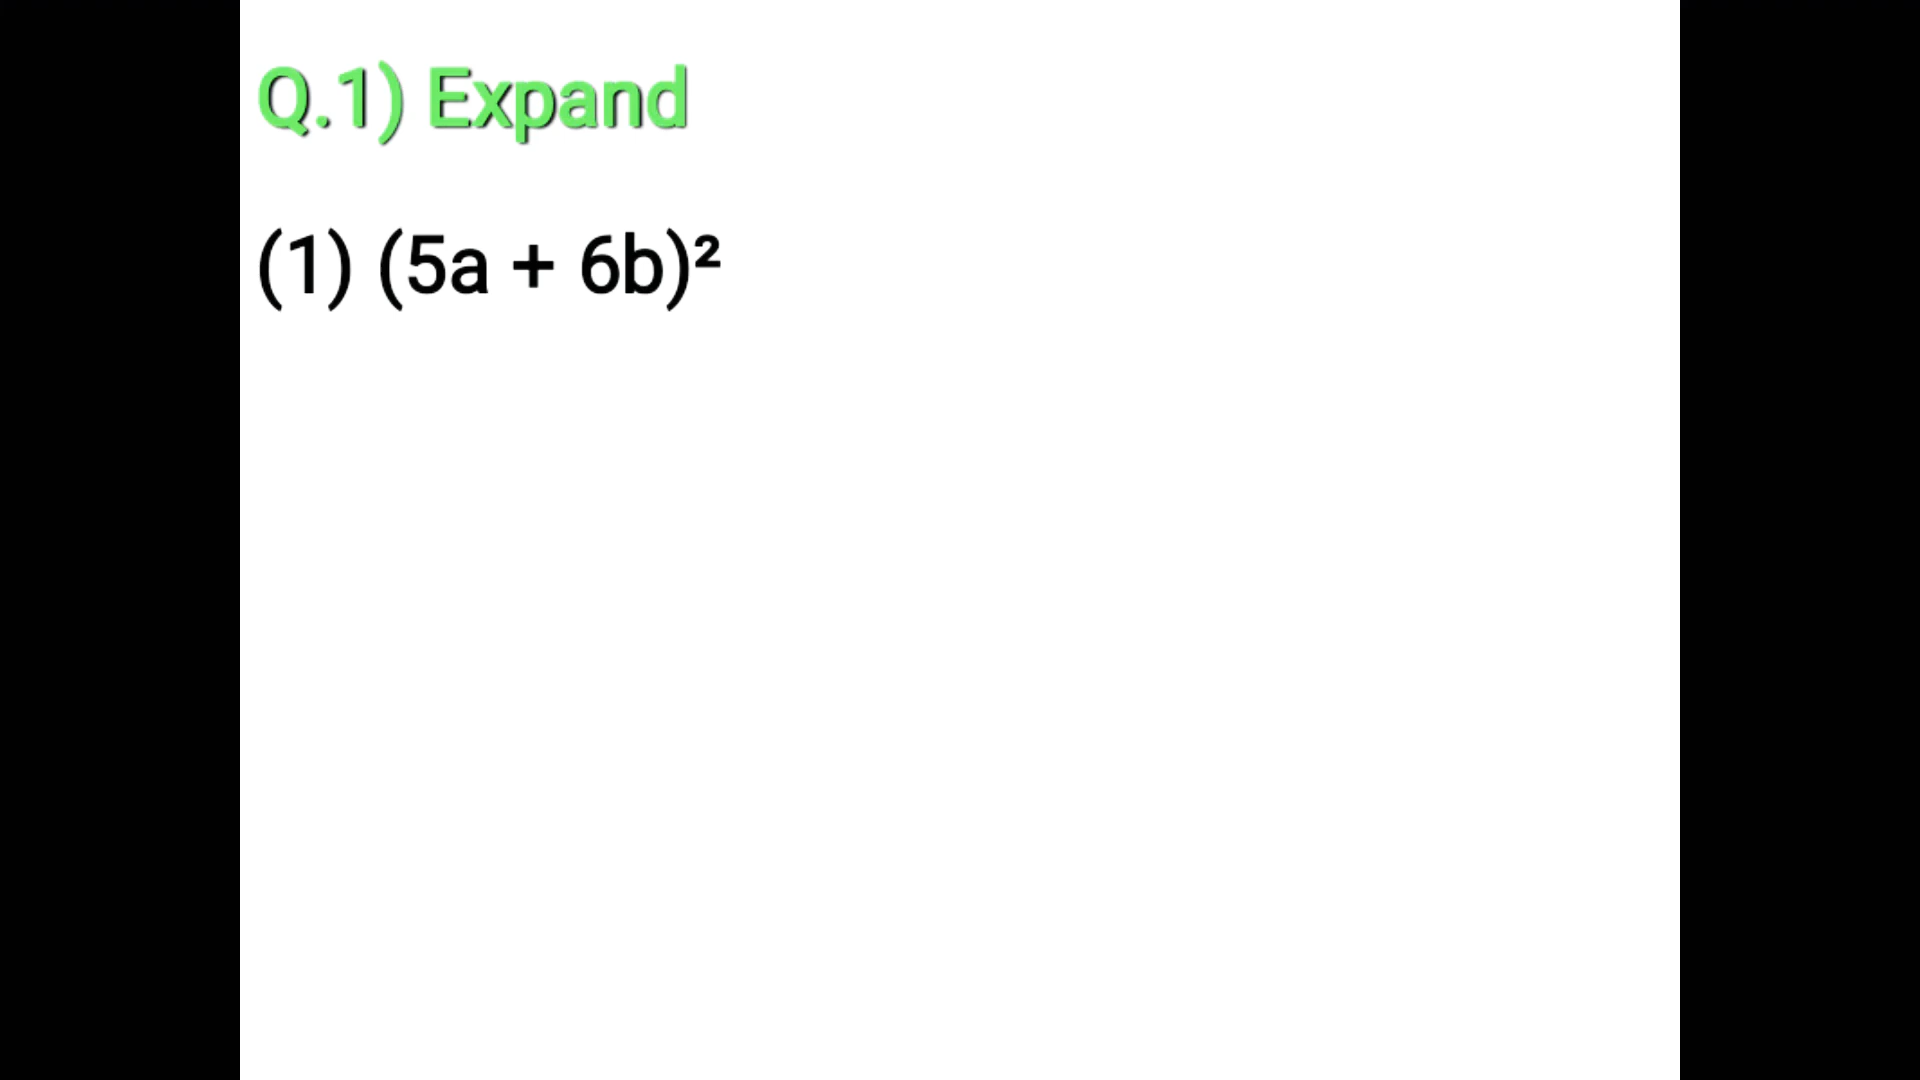 Q.1) Expand
(1) (5a + 6b)²